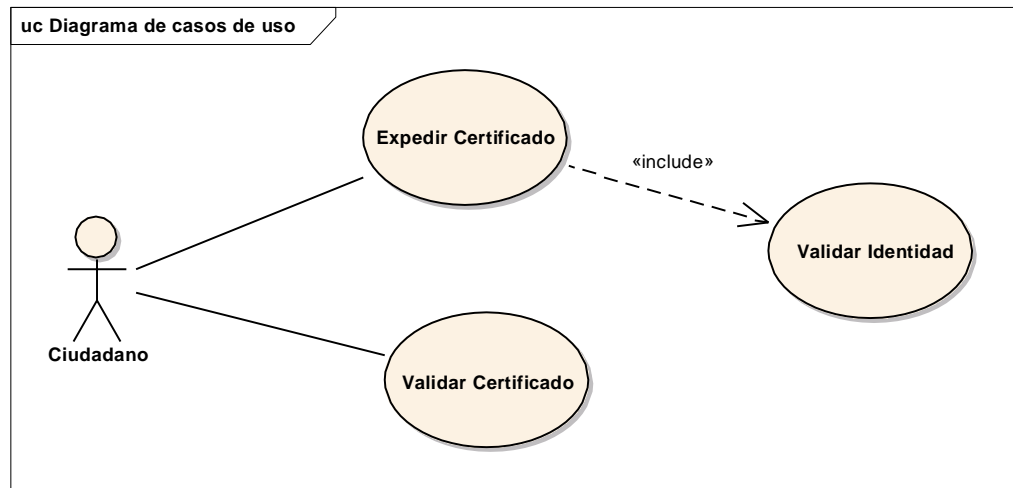 uc Diagrama de casos de uso
Expedir Certificado
«include»
Validar Identidad
Ciudadano
Validar Certificado